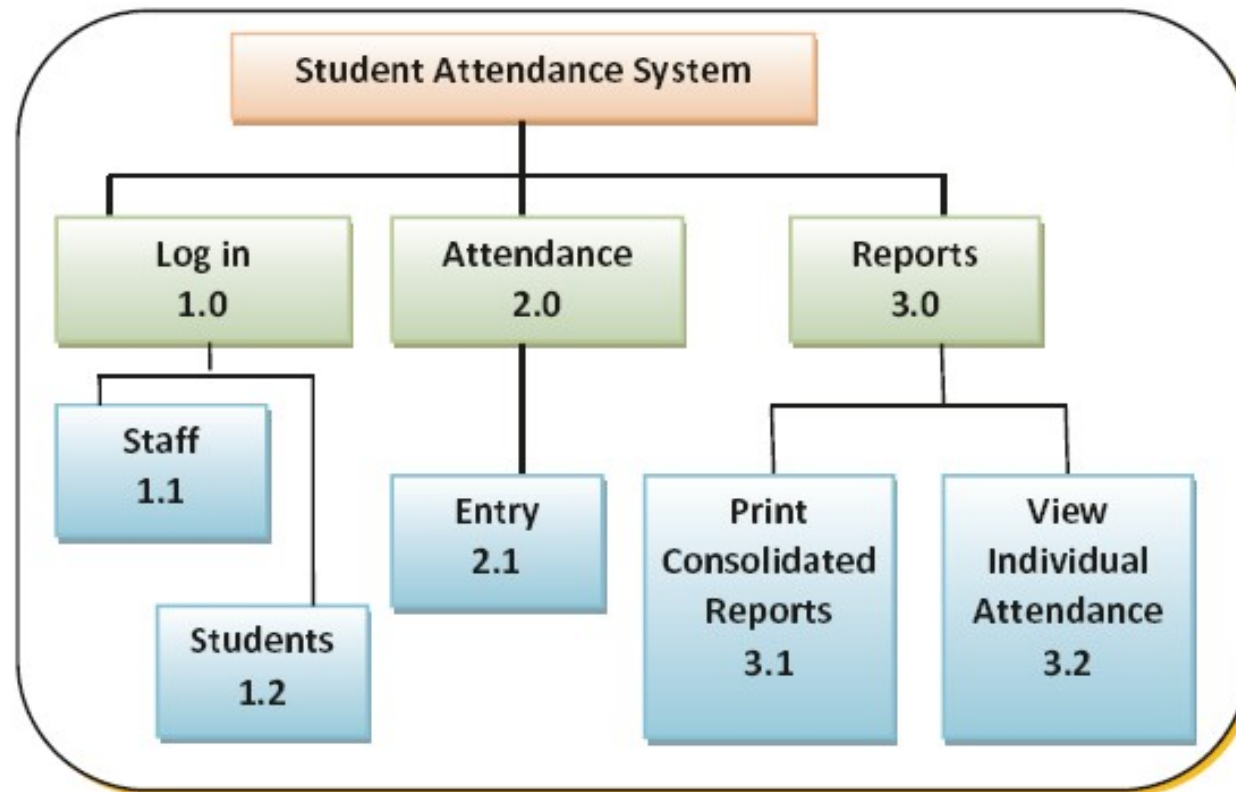 Student Attendance System
Log in
1.0
Attendance
2.0
Reports
3.0
Staff
1.1
Students
1.2
Entry
2.1
Print
Consolidated
Reports
3.1
View
Individual
Attendance
3.2